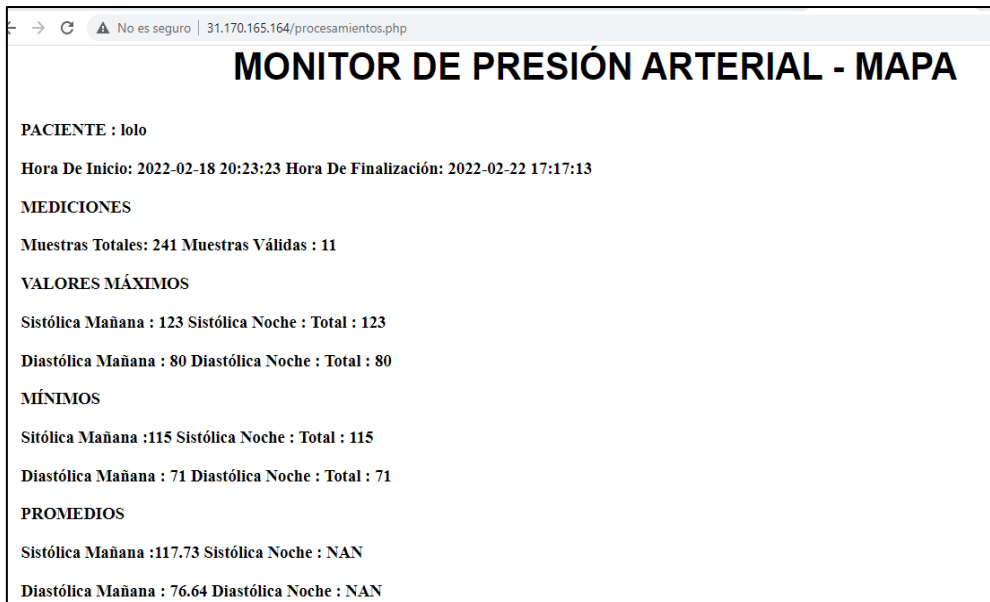 No es seguro | 31.170.165.164/procesamientos.php
MONITOR DE PRESIÓN ARTERIAL - MAPA
PACIENTE : lolo
Hora De Inicio: 2022-02-18 20:23:23 Hora De Finalización: 2022-02-22 17:17:13
MEDICIONES
Muestras Totales: 241 Muestras Válidas : 11
VALORES MÁXIMOS
Sistólica Mañana : 123 Sistólica Noche : Total : 123
Diastólica Mañana : 80 Diastólica Noche : Total : 80
MÍNIMOS
Sitólica Mañana :115 Sistólica Noche : Total : 115
Diastólica Mañana : 71 Diastólica Noche : Total : 71
PROMEDIOS
Sistólica Mañana :117.73 Sistólica Noche : NAN
Diastólica Mañana : 76.64 Diastólica Noche : NAN